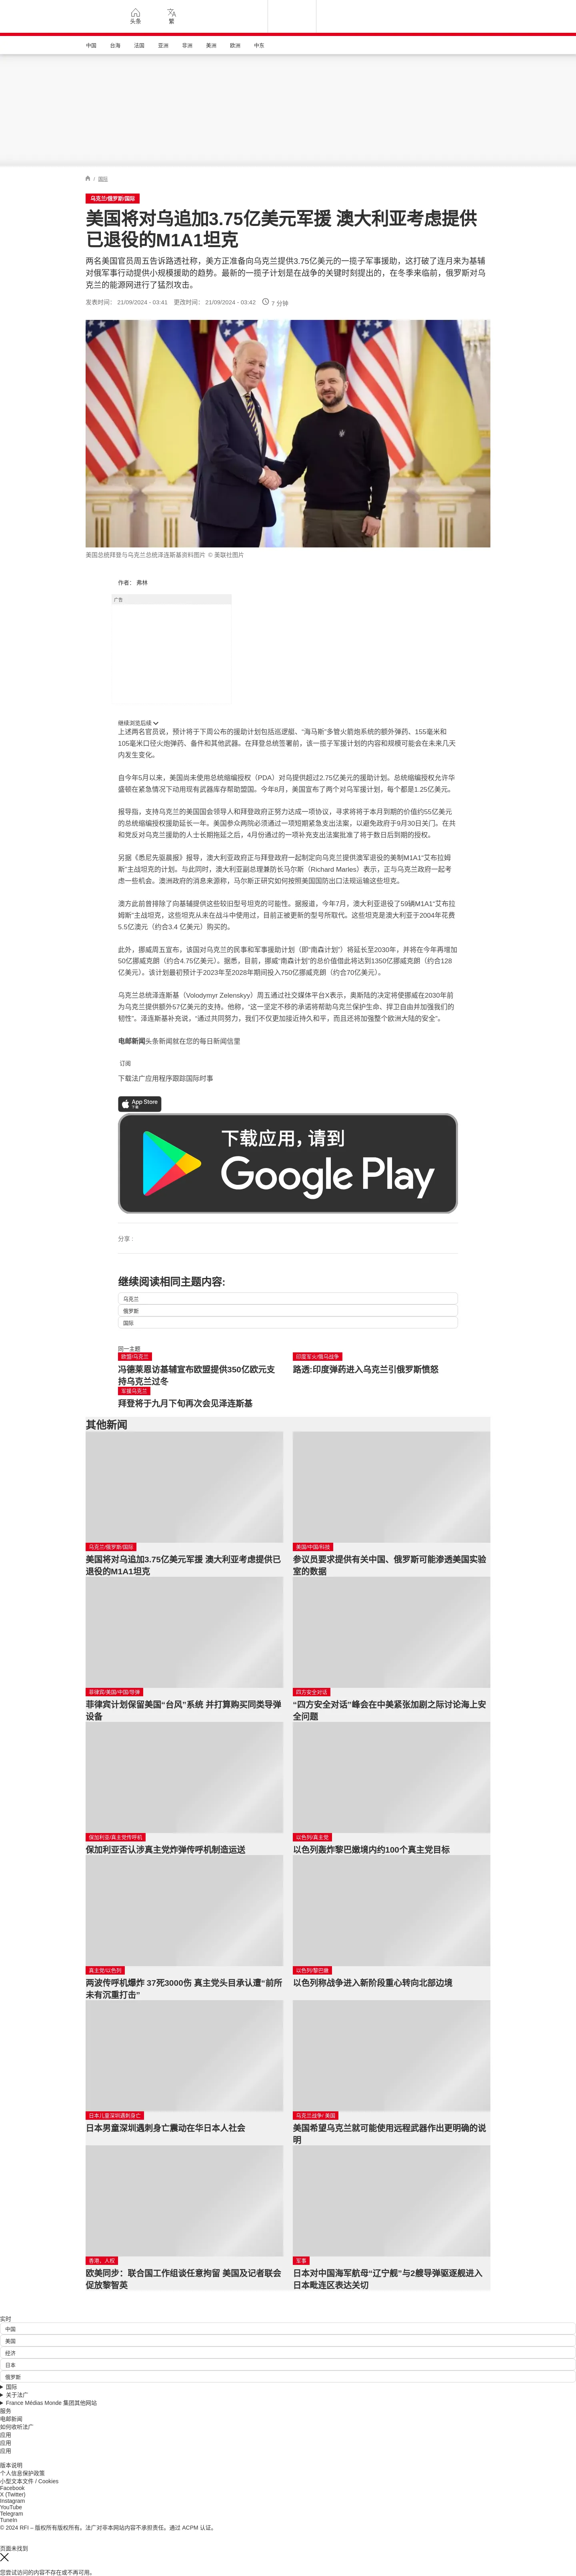 头条
繁
中国
台海
法国
亚洲
非洲
美洲
欧洲
中东
/ 国际
乌克兰/俄罗斯/国际
美国将对乌追加3.75亿美元军援 澳大利亚考虑提供
已退役的M1A1坦克
两名美国官员周五告诉路透社称，美方正准备向乌克兰提供3.75亿美元的一揽子军事援助，这打破了连月来为基辅
对俄军事行动提供小规模援助的趋势。最新的一揽子计划是在战争的关键时刻提出的，在冬季来临前，俄罗斯对乌
克兰的能源网进行了猛烈攻击。
发表时间： 21/09/2024 - 03:41 更改时间： 21/09/2024 - 03:42 7 分钟
美国总统拜登与乌克兰总统泽连斯基资料图片 © 美联社图片
作者： 弗林
广告
继续浏览后续
上述两名官员说，预计将于下周公布的援助计划包括巡逻艇、“海马斯”多管火箭炮系统的额外弹药、155毫米和
105毫米口径火炮弹药、备件和其他武器。在拜登总统签署前，该一揽子军援计划的内容和规模可能会在未来几天
内发生变化。
自今年5月以来，美国尚未使用总统缩编授权（PDA）对乌提供超过2.75亿美元的援助计划。总统缩编授权允许华
盛顿在紧急情况下动用现有武器库存帮助盟国。今年8月，美国宣布了两个对乌军援计划，每个都是1.25亿美元。
报导指，支持乌克兰的美国国会领导人和拜登政府正努力达成一项协议，寻求将将于本月到期的价值约55亿美元
的总统缩编授权援助延长一年。美国参众两院必须通过一项短期紧急支出法案，以避免政府于9月30日关门。在共
和党反对乌克兰援助的人士长期拖延之后，4月份通过的一项补充支出法案批准了将于数日后到期的授权。
另据《悉尼先驱晨报》报导，澳大利亚政府正与拜登政府一起制定向乌克兰提供澳军退役的美制M1A1“艾布拉姆
斯”主战坦克的计划。与此同时，澳大利亚副总理兼防长马尔斯（Richard Marles）表示，正与乌克兰政府一起考
虑一些机会。澳洲政府的消息来源称，马尔斯正研究如何按照美国国防出口法规运输这些坦克。
澳方此前曾排除了向基辅提供这些较旧型号坦克的可能性。据报道，今年7月，澳大利亚退役了59辆M1A1“艾布拉
姆斯”主战坦克，这些坦克从未在战斗中使用过，目前正被更新的型号所取代。这些坦克是澳大利亚于2004年花费
5.5亿澳元（约合3.4 亿美元）购买的。
此外，挪威周五宣布，该国对乌克兰的民事和军事援助计划（即“南森计划”）将延长至2030年，并将在今年再增加
50亿挪威克朗（约合4.75亿美元）。据悉，目前，挪威“南森计划”的总价值借此将达到1350亿挪威克朗（约合128
亿美元）。该计划最初预计于2023年至2028年期间投入750亿挪威克朗（约合70亿美元）。
乌克兰总统泽连斯基（Volodymyr Zelenskyy）周五通过社交媒体平台X表示，奥斯陆的决定将使挪威在2030年前
为乌克兰提供额外57亿美元的支持。他称，“这一坚定不移的承诺将帮助乌克兰保护生命、捍卫自由并加强我们的
韧性”。泽连斯基补充说，“通过共同努力，我们不仅更加接近持久和平，而且还将加强整个欧洲大陆的安全”。
电邮新闻头条新闻就在您的每日新闻信里
订阅
下载法广应用程序跟踪国际时事
App Store
下载应用，请到
Google Play
分享 :
继续阅读相同主题内容:
乌克兰
俄罗斯
国际
同一主题
欧盟/乌克兰
冯德莱恩访基辅宣布欧盟提供350亿欧元支
持乌克兰过冬
印度军火/俄乌战争
路透:印度弹药进入乌克兰引俄罗斯愤怒
军援乌克兰
拜登将于九月下旬再次会见泽连斯基
其他新闻
乌克兰/俄罗斯/国际
美国将对乌追加3.75亿美元军援 澳大利亚考虑提供已
退役的M1A1坦克
美国/中国/科技
参议员要求提供有关中国、俄罗斯可能渗透美国实验
室的数据
菲律宾/美国/中国/导弹
菲律宾计划保留美国“台风”系统 并打算购买同类导弹
设备
四方安全对话
“四方安全对话”峰会在中美紧张加剧之际讨论海上安
全问题
保加利亚/真主党传呼机
保加利亚否认涉真主党炸弹传呼机制造运送
以色列/真主党
以色列轰炸黎巴嫩境内约100个真主党目标
真主党/以色列
两波传呼机爆炸 37死3000伤 真主党头目承认遭“前所
未有沉重打击”
以色列/黎巴嫩
以色列称战争进入新阶段重心转向北部边境
日本儿童深圳遇刺身亡
日本男童深圳遇刺身亡震动在华日本人社会
乌克兰战争/ 美国
美国希望乌克兰就可能使用远程武器作出更明确的说
明
香港、人权
欧美同步：联合国工作组谈任意拘留 美国及记者联会
促放黎智英
军事
日本对中国海军航母“辽宁舰”与2艘导弹驱逐舰进入
日本毗连区表达关切
实时
中国
美国
经济
日本
俄罗斯
国际
关于法广
France Médias Monde 集团其他网站
服务
电邮新闻
如何收听法广
应用
应用
应用
版本说明
个人信息保护政策
小型文本文件 / Cookies
Facebook
X (Twitter)
Instagram
YouTube
Telegram
TuneIn
© 2024 RFI – 版权所有版权所有。法广对非本网站内容不承担责任。通过 ACPM 认证。
页面未找到
您尝试访问的内容不存在或不再可用。